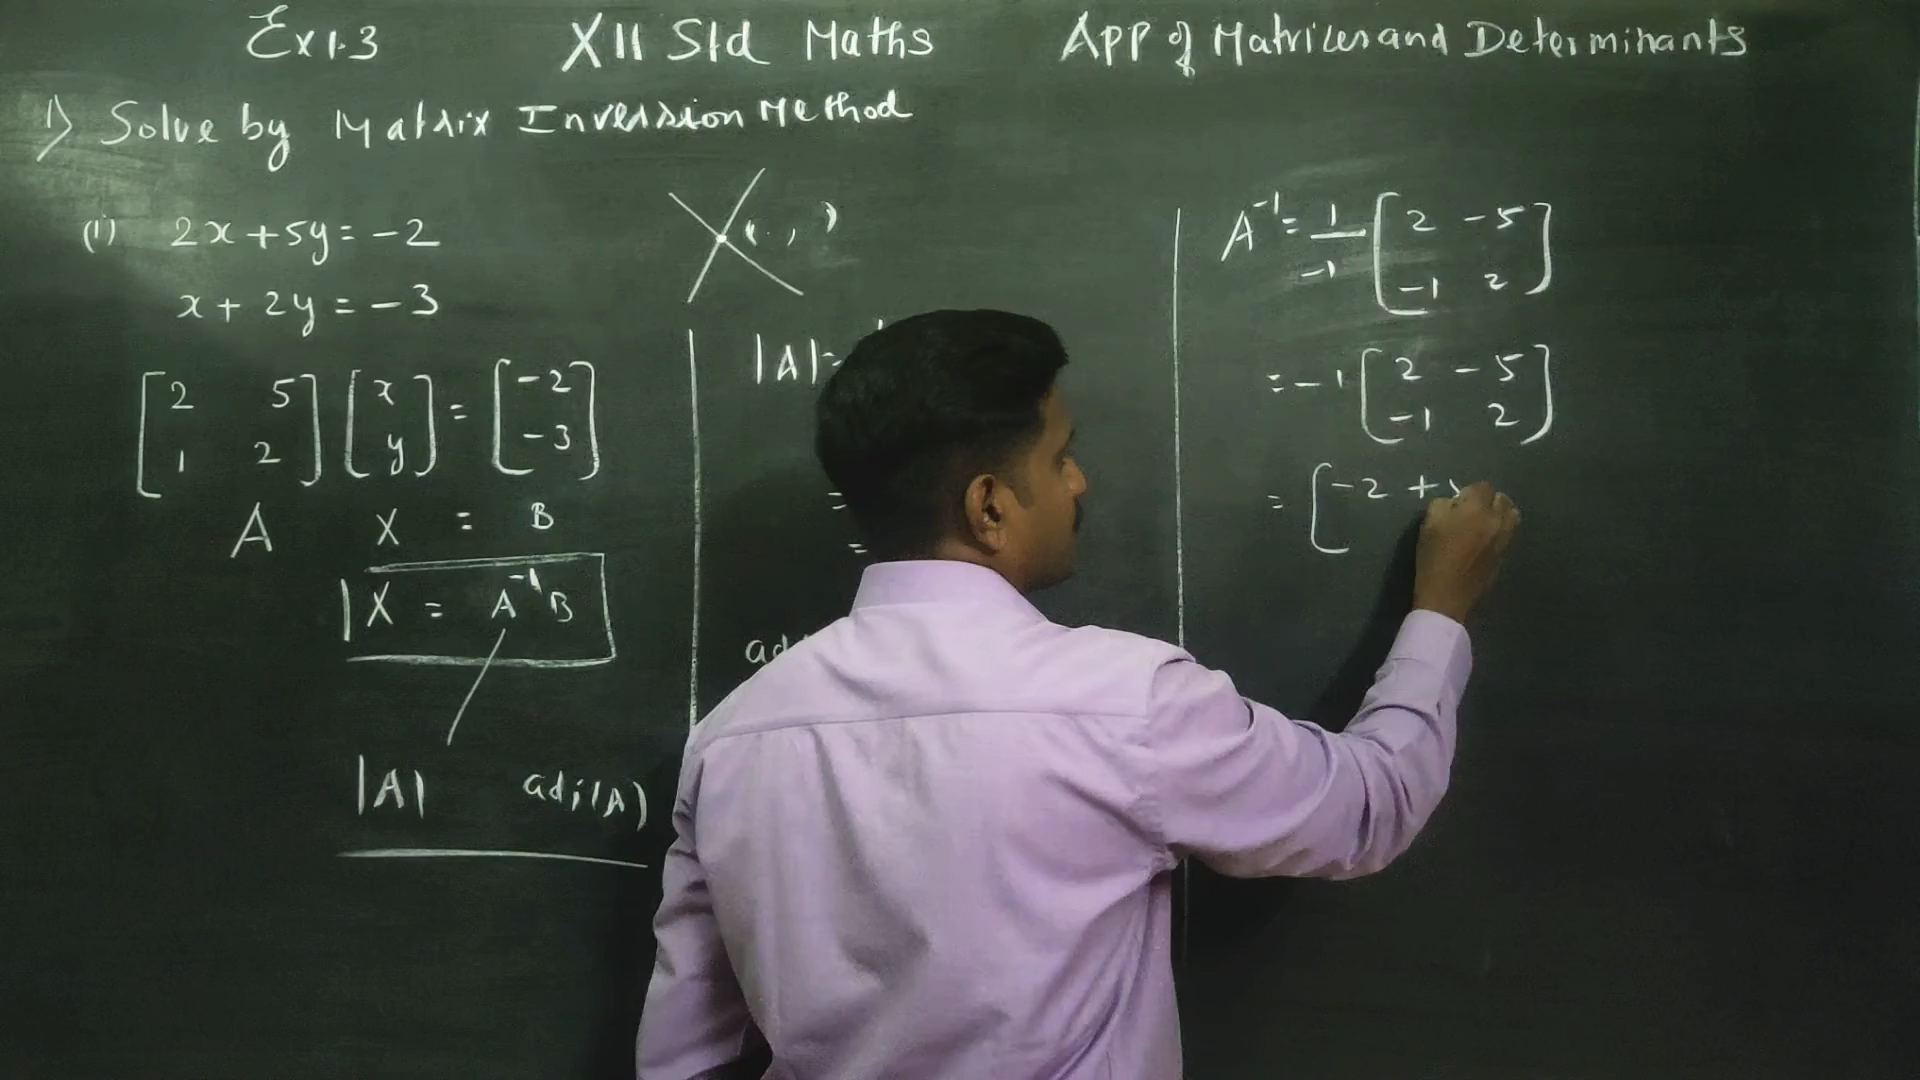 Ex 1.3 XII Std Maths App of Matrices and Determinants
1) Solve by Matrix Inversion Method
(i) 2x + 5y = -2
x + 2y = -3
[2 5] [x] = [-2]
[1 2] [y] [-3]
A X = B
X = A⁻¹B
|A| adj(A)
( , )
|A| =
=
=
ad
A⁻¹ = 1/-1 [2 -5]
[-1 2]
= -1 [2 -5]
[-1 2]
= [-2 +